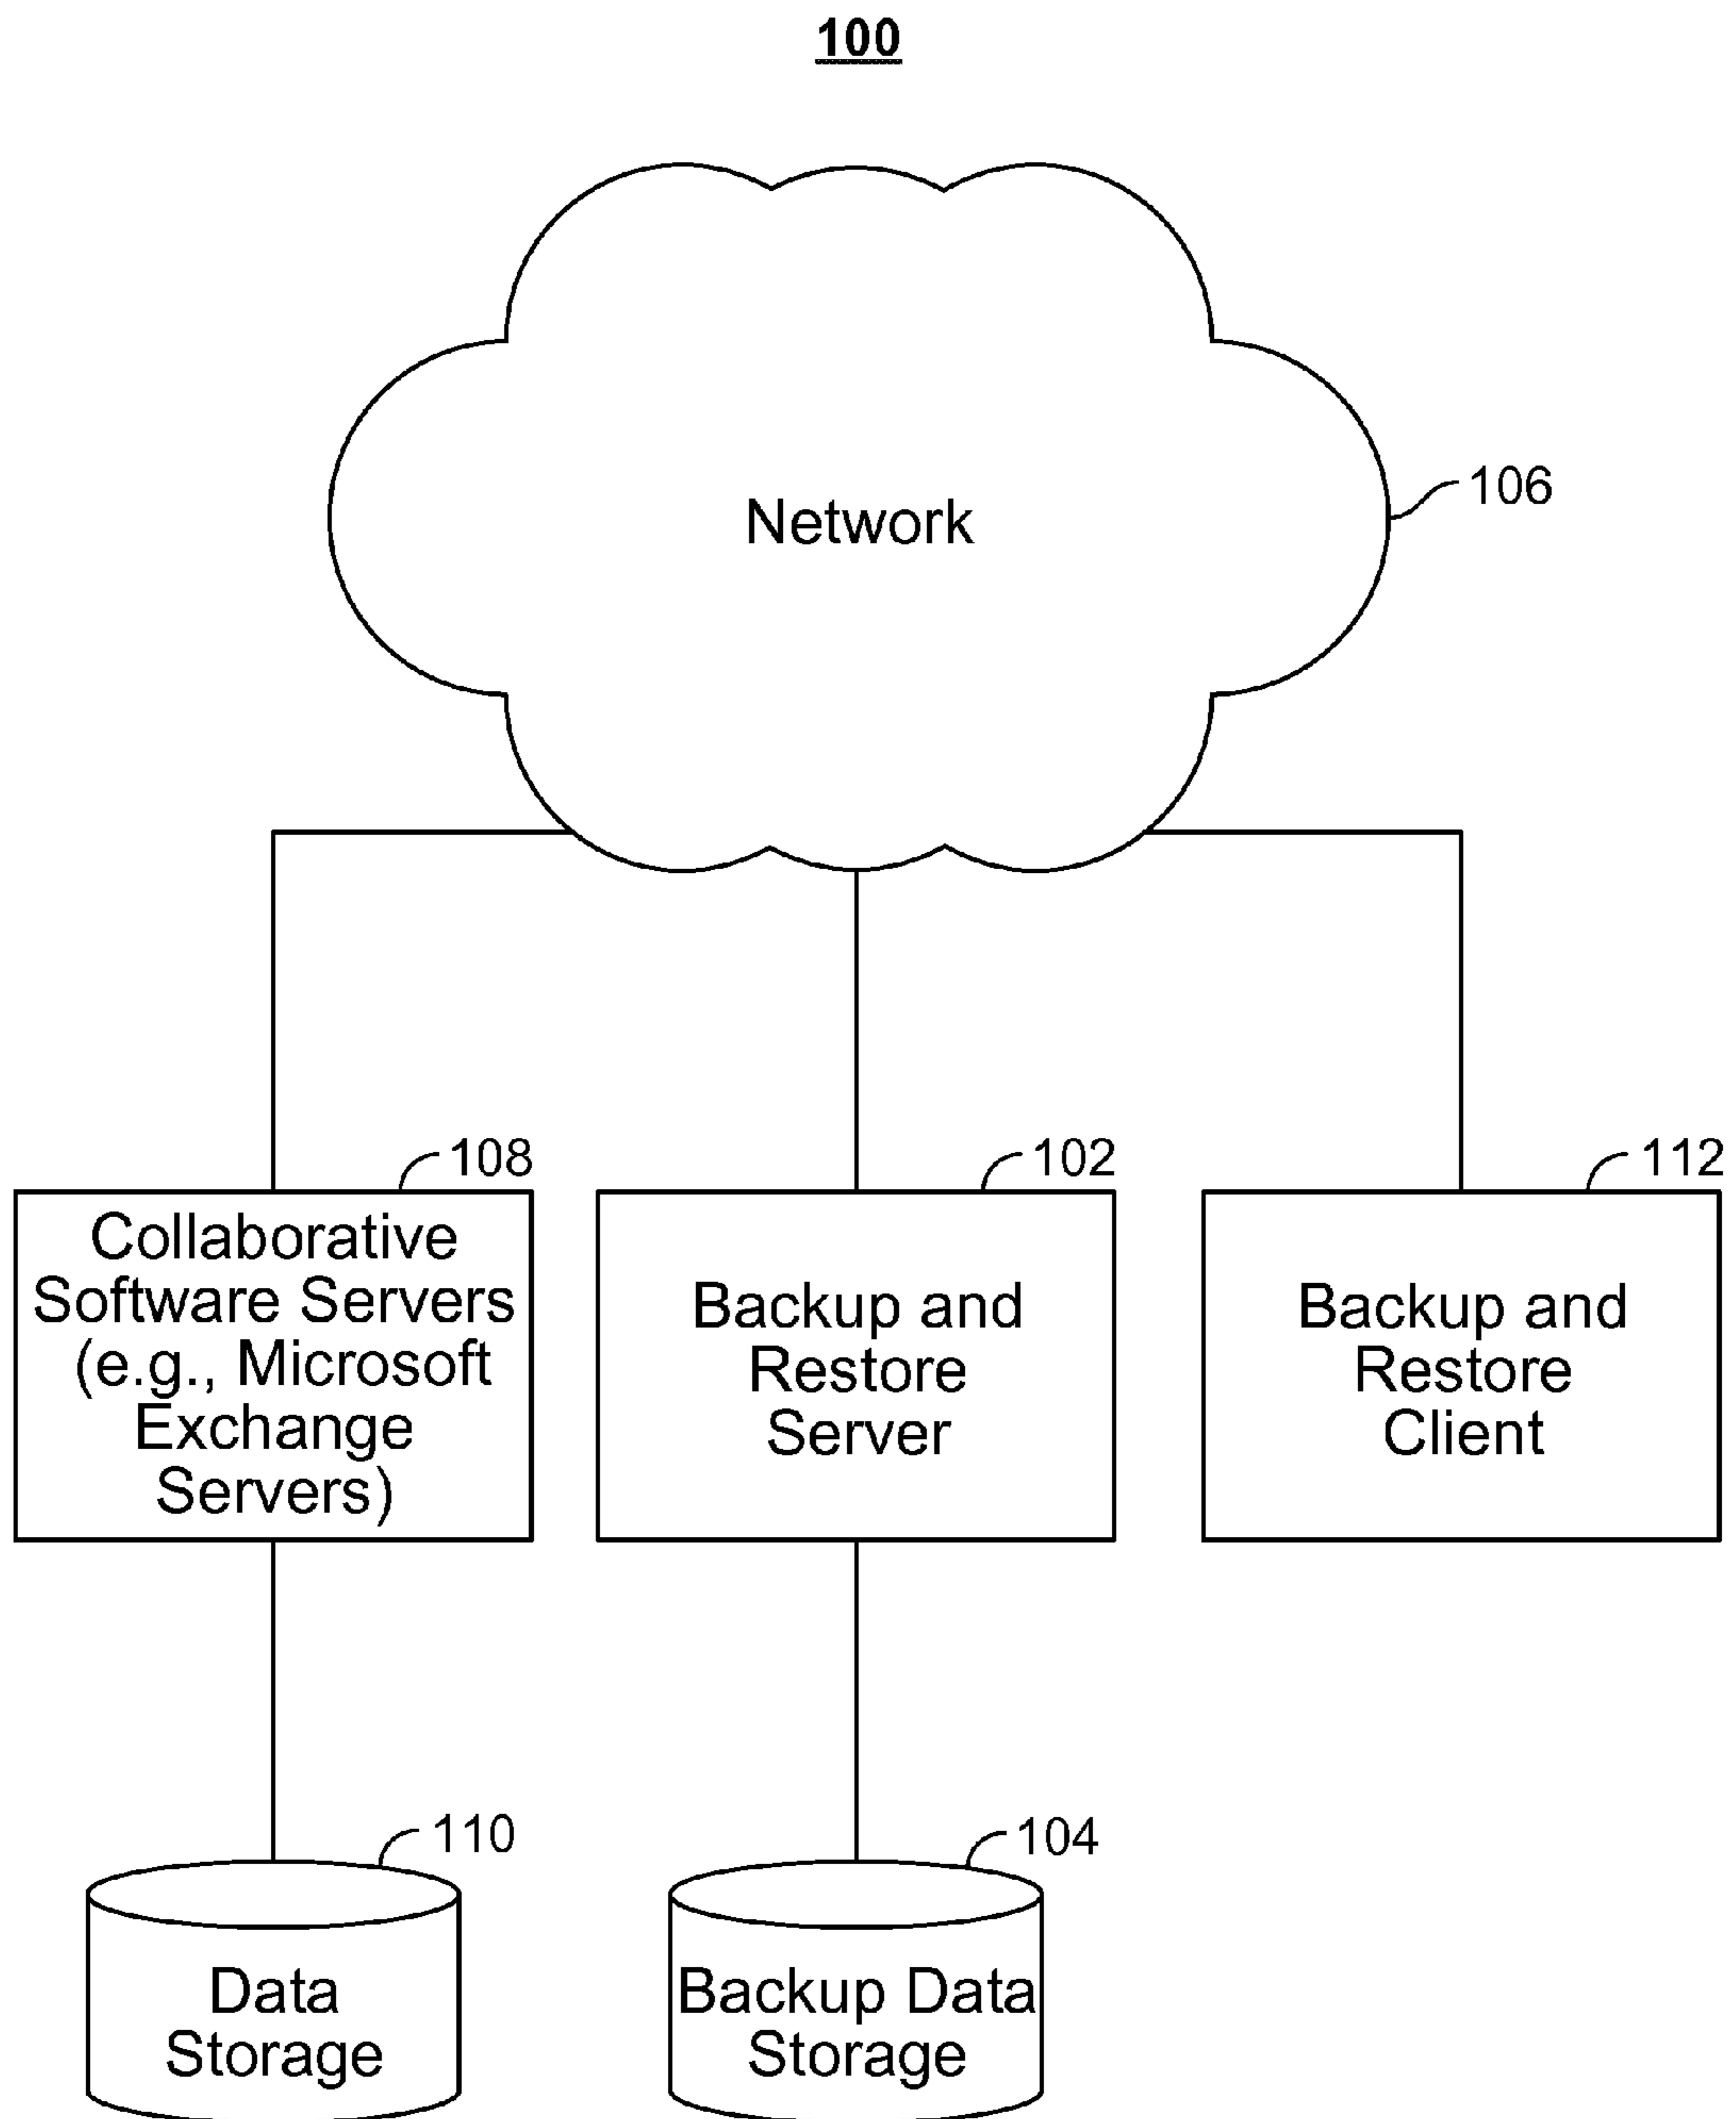 100
Network
106
108
102
112
Collaborative
Software Servers
(e.g., Microsoft
Exchange
Servers)
Backup and
Restore
Server
Backup and
Restore
Client
110
104
Data
Storage
Backup Data
Storage